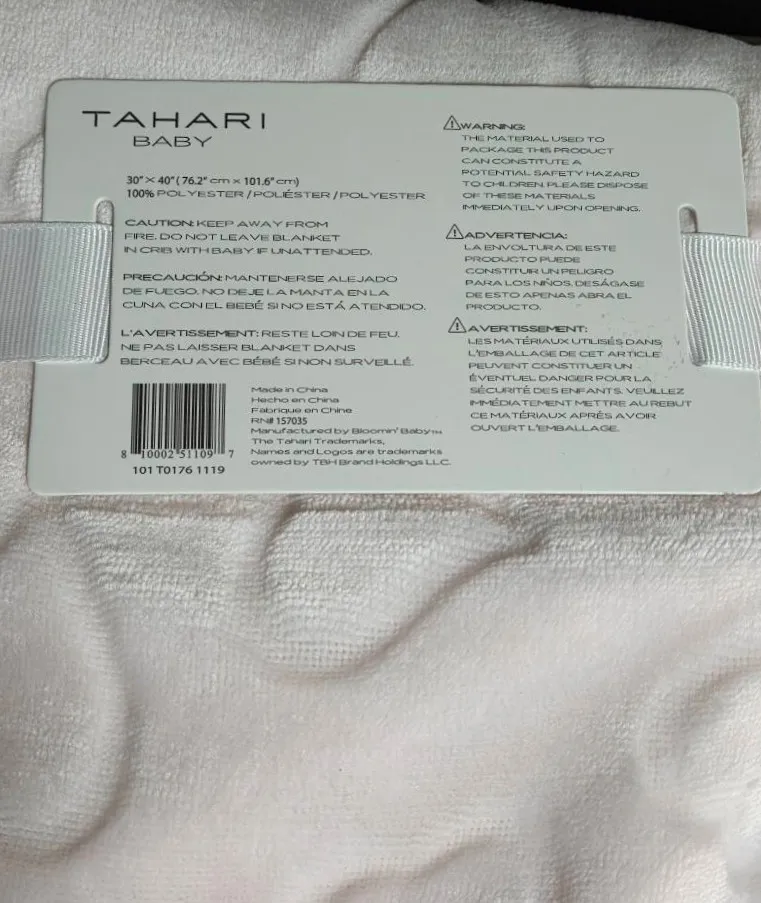 TAHARI
BABY
30" × 40" ( 76.2" cm × 101.6" cm)
100% POLYESTER / POLIÉSTER / POLYESTER
CAUTION: KEEP AWAY FROM
FIRE. DO NOT LEAVE BLANKET
IN CRIB WITH BABY IF UNATTENDED.
PRECAUCIÓN: MANTENERSE ALEJADO
DE FUEGO. NO DEJE LA MANTA EN LA
CUNA CON EL BEBÉ SI NO ESTÁ ATENDIDO.
L'AVERTISSEMENT: RESTE LOIN DE FEU.
NE PAS LAISSER BLANKET DANS
BERCEAU AVEC BÉBÉ SI NON SURVEILLÉ.
8 10002 51109 7
101 T0176 1119
Made in China
Hecho en China
Fabrique en Chine
RN# 157035
Manufactured by Bloomin' Baby™
The Tahari Trademarks,
Names and Logos are trademarks
owned by TBH Brand Holdings LLC.
⚠WARNING:
THE MATERIAL USED TO
PACKAGE THIS PRODUCT
CAN CONSTITUTE A
POTENTIAL SAFETY HAZARD
TO CHILDREN. PLEASE DISPOSE
OF THESE MATERIALS
IMMEDIATELY UPON OPENING.
⚠ADVERTENCIA:
LA ENVOLTURA DE ESTE
PRODUCTO PUEDE
CONSTITUIR UN PELIGRO
PARA LOS NIÑOS, DESÁGASE
DE ESTO APENAS ABRA EL
PRODUCTO.
⚠AVERTISSEMENT:
LES MATÉRIAUX UTILISÉS DANS
L'EMBALLAGE DE CET ARTICLE
PEUVENT CONSTITUER UN
ÉVENTUEL DANGER POUR LA
SÉCURITÉ DES ENFANTS. VEUILLEZ
IMMÉDIATEMENT METTRE AU REBUT
CE MATÉRIAUX APRÈS AVOIR
OUVERT L'EMBALLAGE.